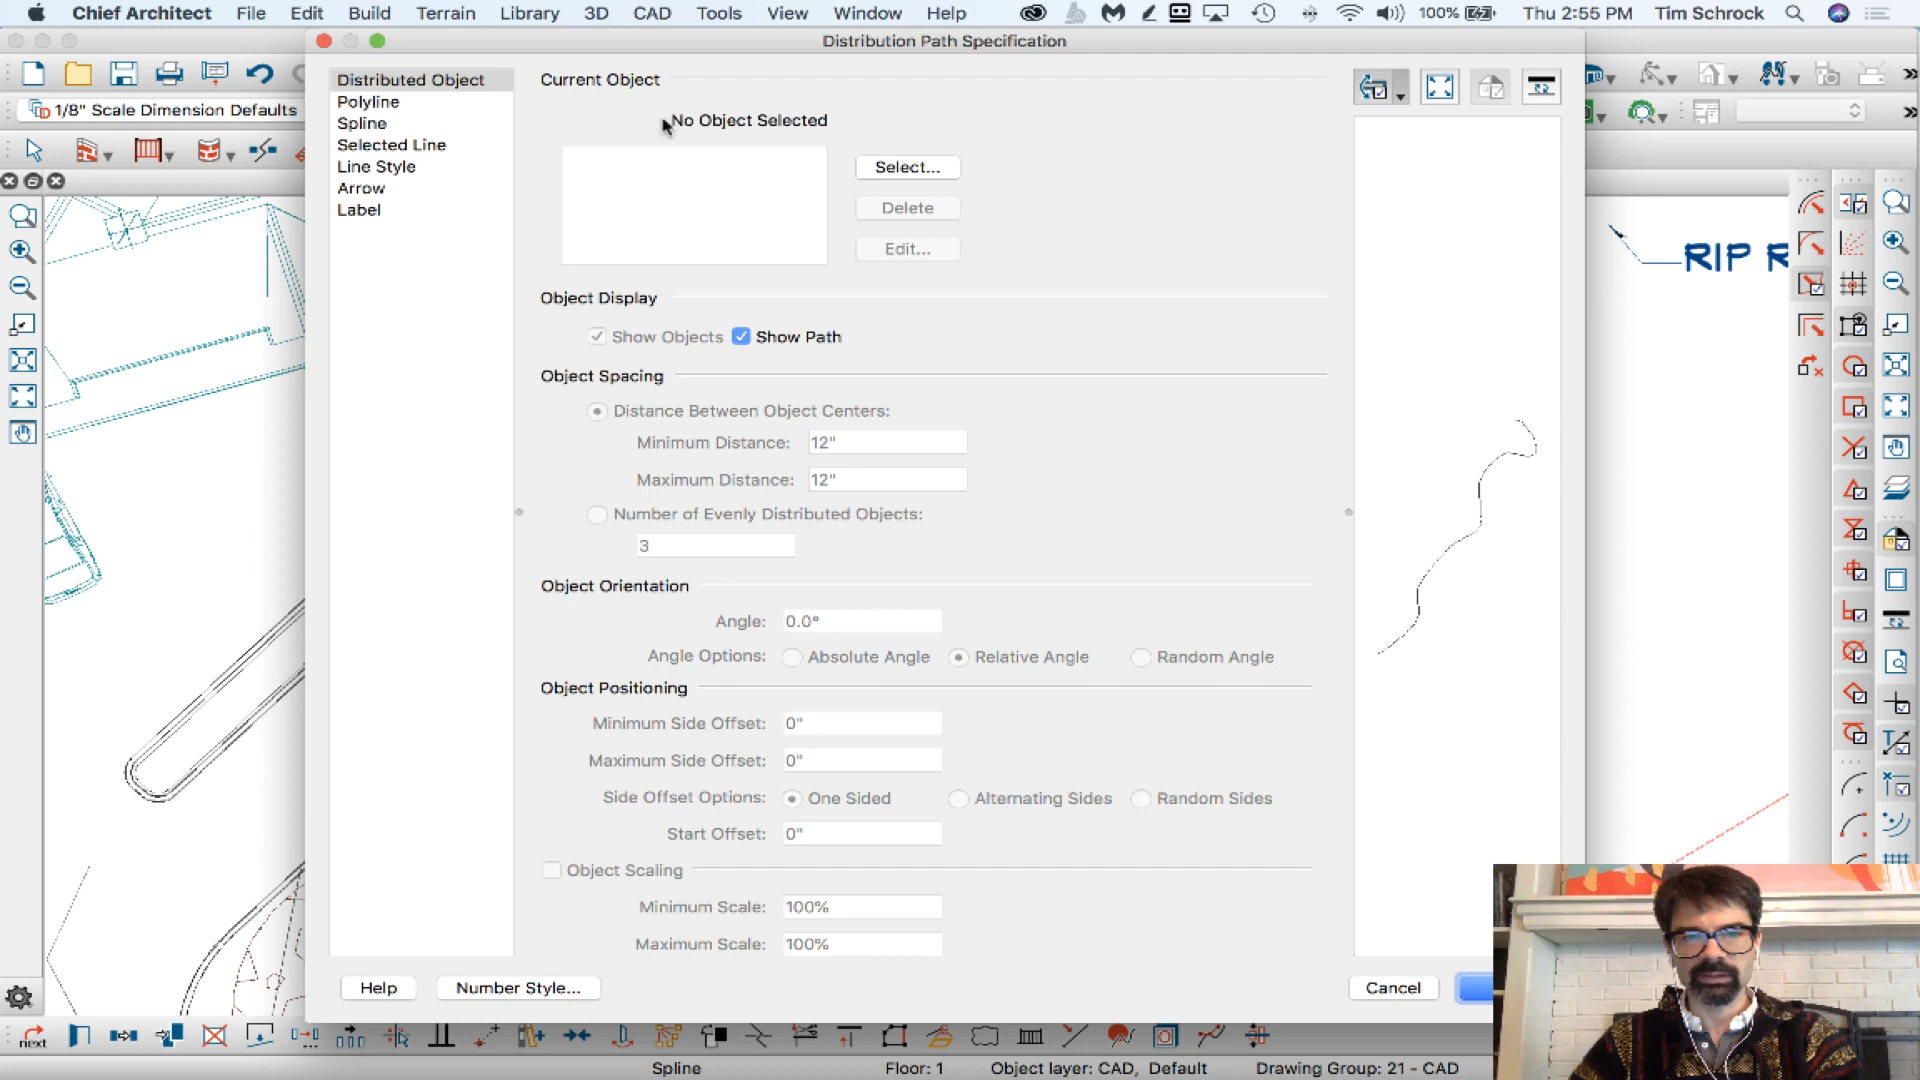 Chief Architect File Edit Build Terrain Library 3D CAD Tools View Window Help 100% Thu 2:55 PM Tim Schrock
Distribution Path Specification
1/8" Scale Dimension Defaults
Distributed Object
Polyline
Spline
Selected Line
Line Style
Arrow
Label
Current Object
No Object Selected
Select...
Delete
Edit...
Object Display
Show Objects Show Path
Object Spacing
Distance Between Object Centers:
Minimum Distance: 12"
Maximum Distance: 12"
Number of Evenly Distributed Objects:
3
Object Orientation
Angle: 0.0°
Angle Options: Absolute Angle Relative Angle Random Angle
Object Positioning
Minimum Side Offset: 0"
Maximum Side Offset: 0"
Side Offset Options: One Sided Alternating Sides Random Sides
Start Offset: 0"
Object Scaling
Minimum Scale: 100%
Maximum Scale: 100%
Help Number Style... Cancel
RIP R
next
Spline Floor: 1 Object layer: CAD, Default Drawing Group: 21 - CAD